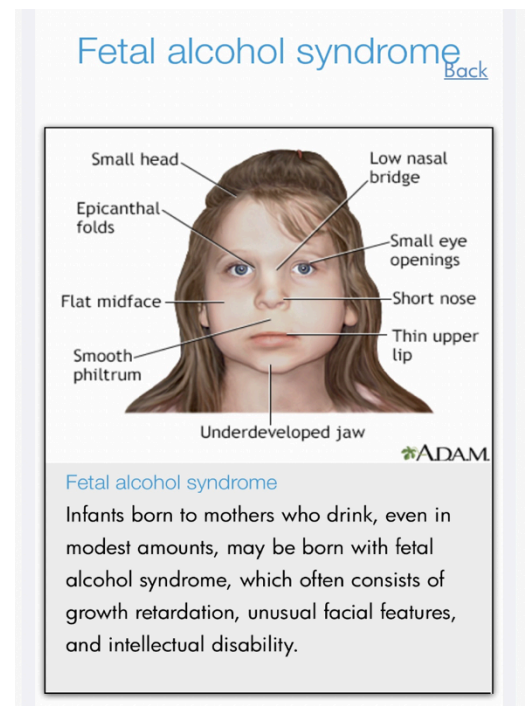 Fetal alcohol syndrome
Back
Small head
Low nasal
bridge
Epicanthal
folds
Small eye
openings
Flat midface
Short nose
Thin upper
lip
Smooth
philtrum
Underdeveloped jaw
ADAM.
Fetal alcohol syndrome
Infants born to mothers who drink, even in
modest amounts, may be born with fetal
alcohol syndrome, which often consists of
growth retardation, unusual facial features,
and intellectual disability.